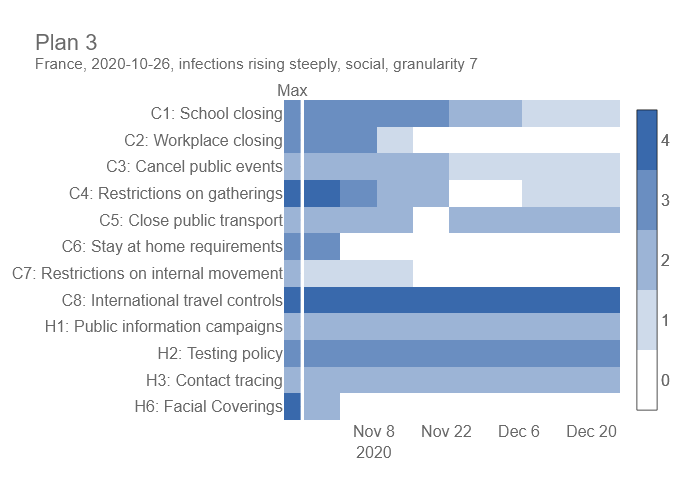 Plan 3
France, 2020-10-26, infections rising steeply, social, granularity 7
Max
C1: School closing
C2: Workplace closing
C3: Cancel public events
C4: Restrictions on gatherings
C5: Close public transport
C6: Stay at home requirements
C7: Restrictions on internal movement
C8: International travel controls
H1: Public information campaigns
H2: Testing policy
H3: Contact tracing
H6: Facial Coverings
Nov 8 Nov 22 Dec 6 Dec 20
2020
4
3
2
1
0